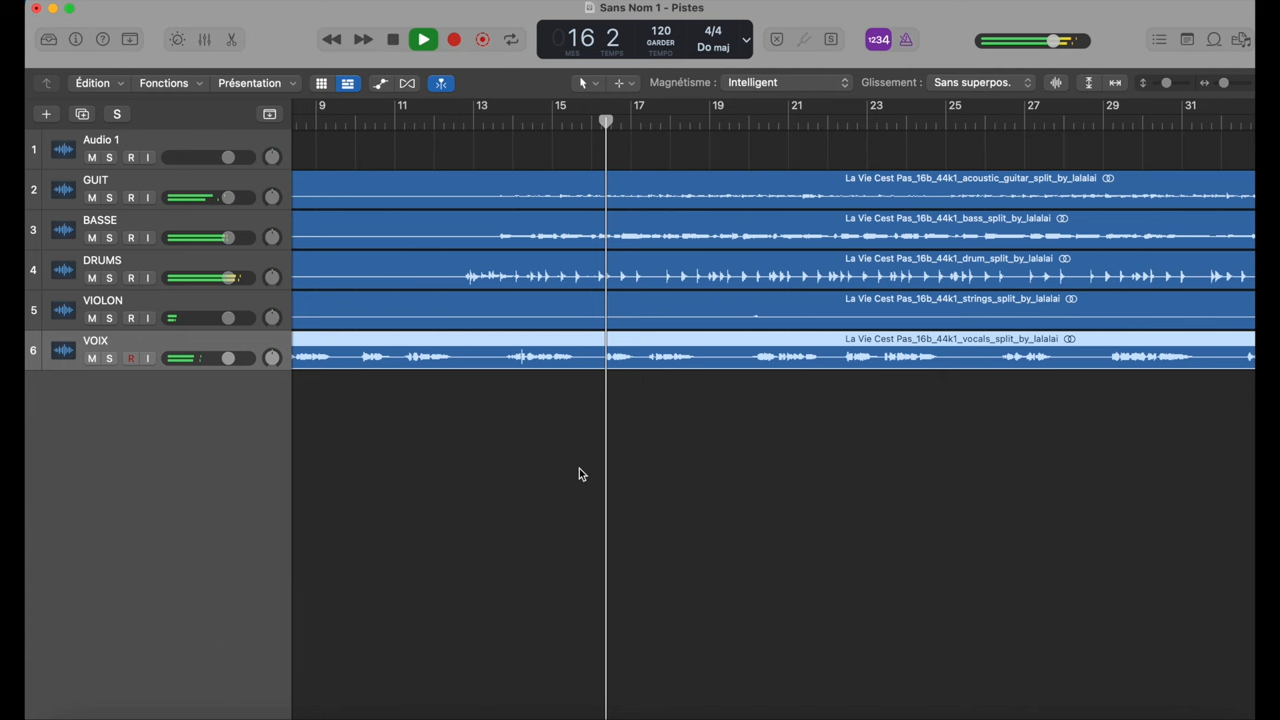 Sans Nom 1 - Pistes
16 2
MES TEMPS
120
GARDER
TEMPO
4/4
Do maj
1234
S
Édition
Fonctions
Présentation
Magnétisme : Intelligent
Glissement : Sans superpos.
S
9 11 13 15 17 19 21 23 25 27 29 31
1 Audio 1
M S R I
2 GUIT
M S R I
La Vie Cest Pas_16b_44k1_acoustic_guitar_split_by_lalalai
3 BASSE
M S R I
La Vie Cest Pas_16b_44k1_bass_split_by_lalalai
4 DRUMS
M S R I
La Vie Cest Pas_16b_44k1_drum_split_by_lalalai
5 VIOLON
M S R I
La Vie Cest Pas_16b_44k1_strings_split_by_lalalai
6 VOIX
M S R I
La Vie Cest Pas_16b_44k1_vocals_split_by_lalalai